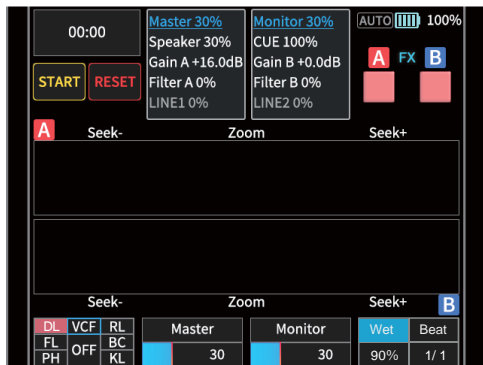 00:00
START RESET
Master 30%
Speaker 30%
Gain A +16.0dB
Filter A 0%
LINE1 0%
Monitor 30%
CUE 100%
Gain B +0.0dB
Filter B 0%
LINE2 0%
AUTO 100%
A FX B
A Seek- Zoom Seek+
Seek- Zoom Seek+ B
DL VCF RL
FL OFF BC
PH KL
Master
30
Monitor
30
Wet Beat
90% 1/1